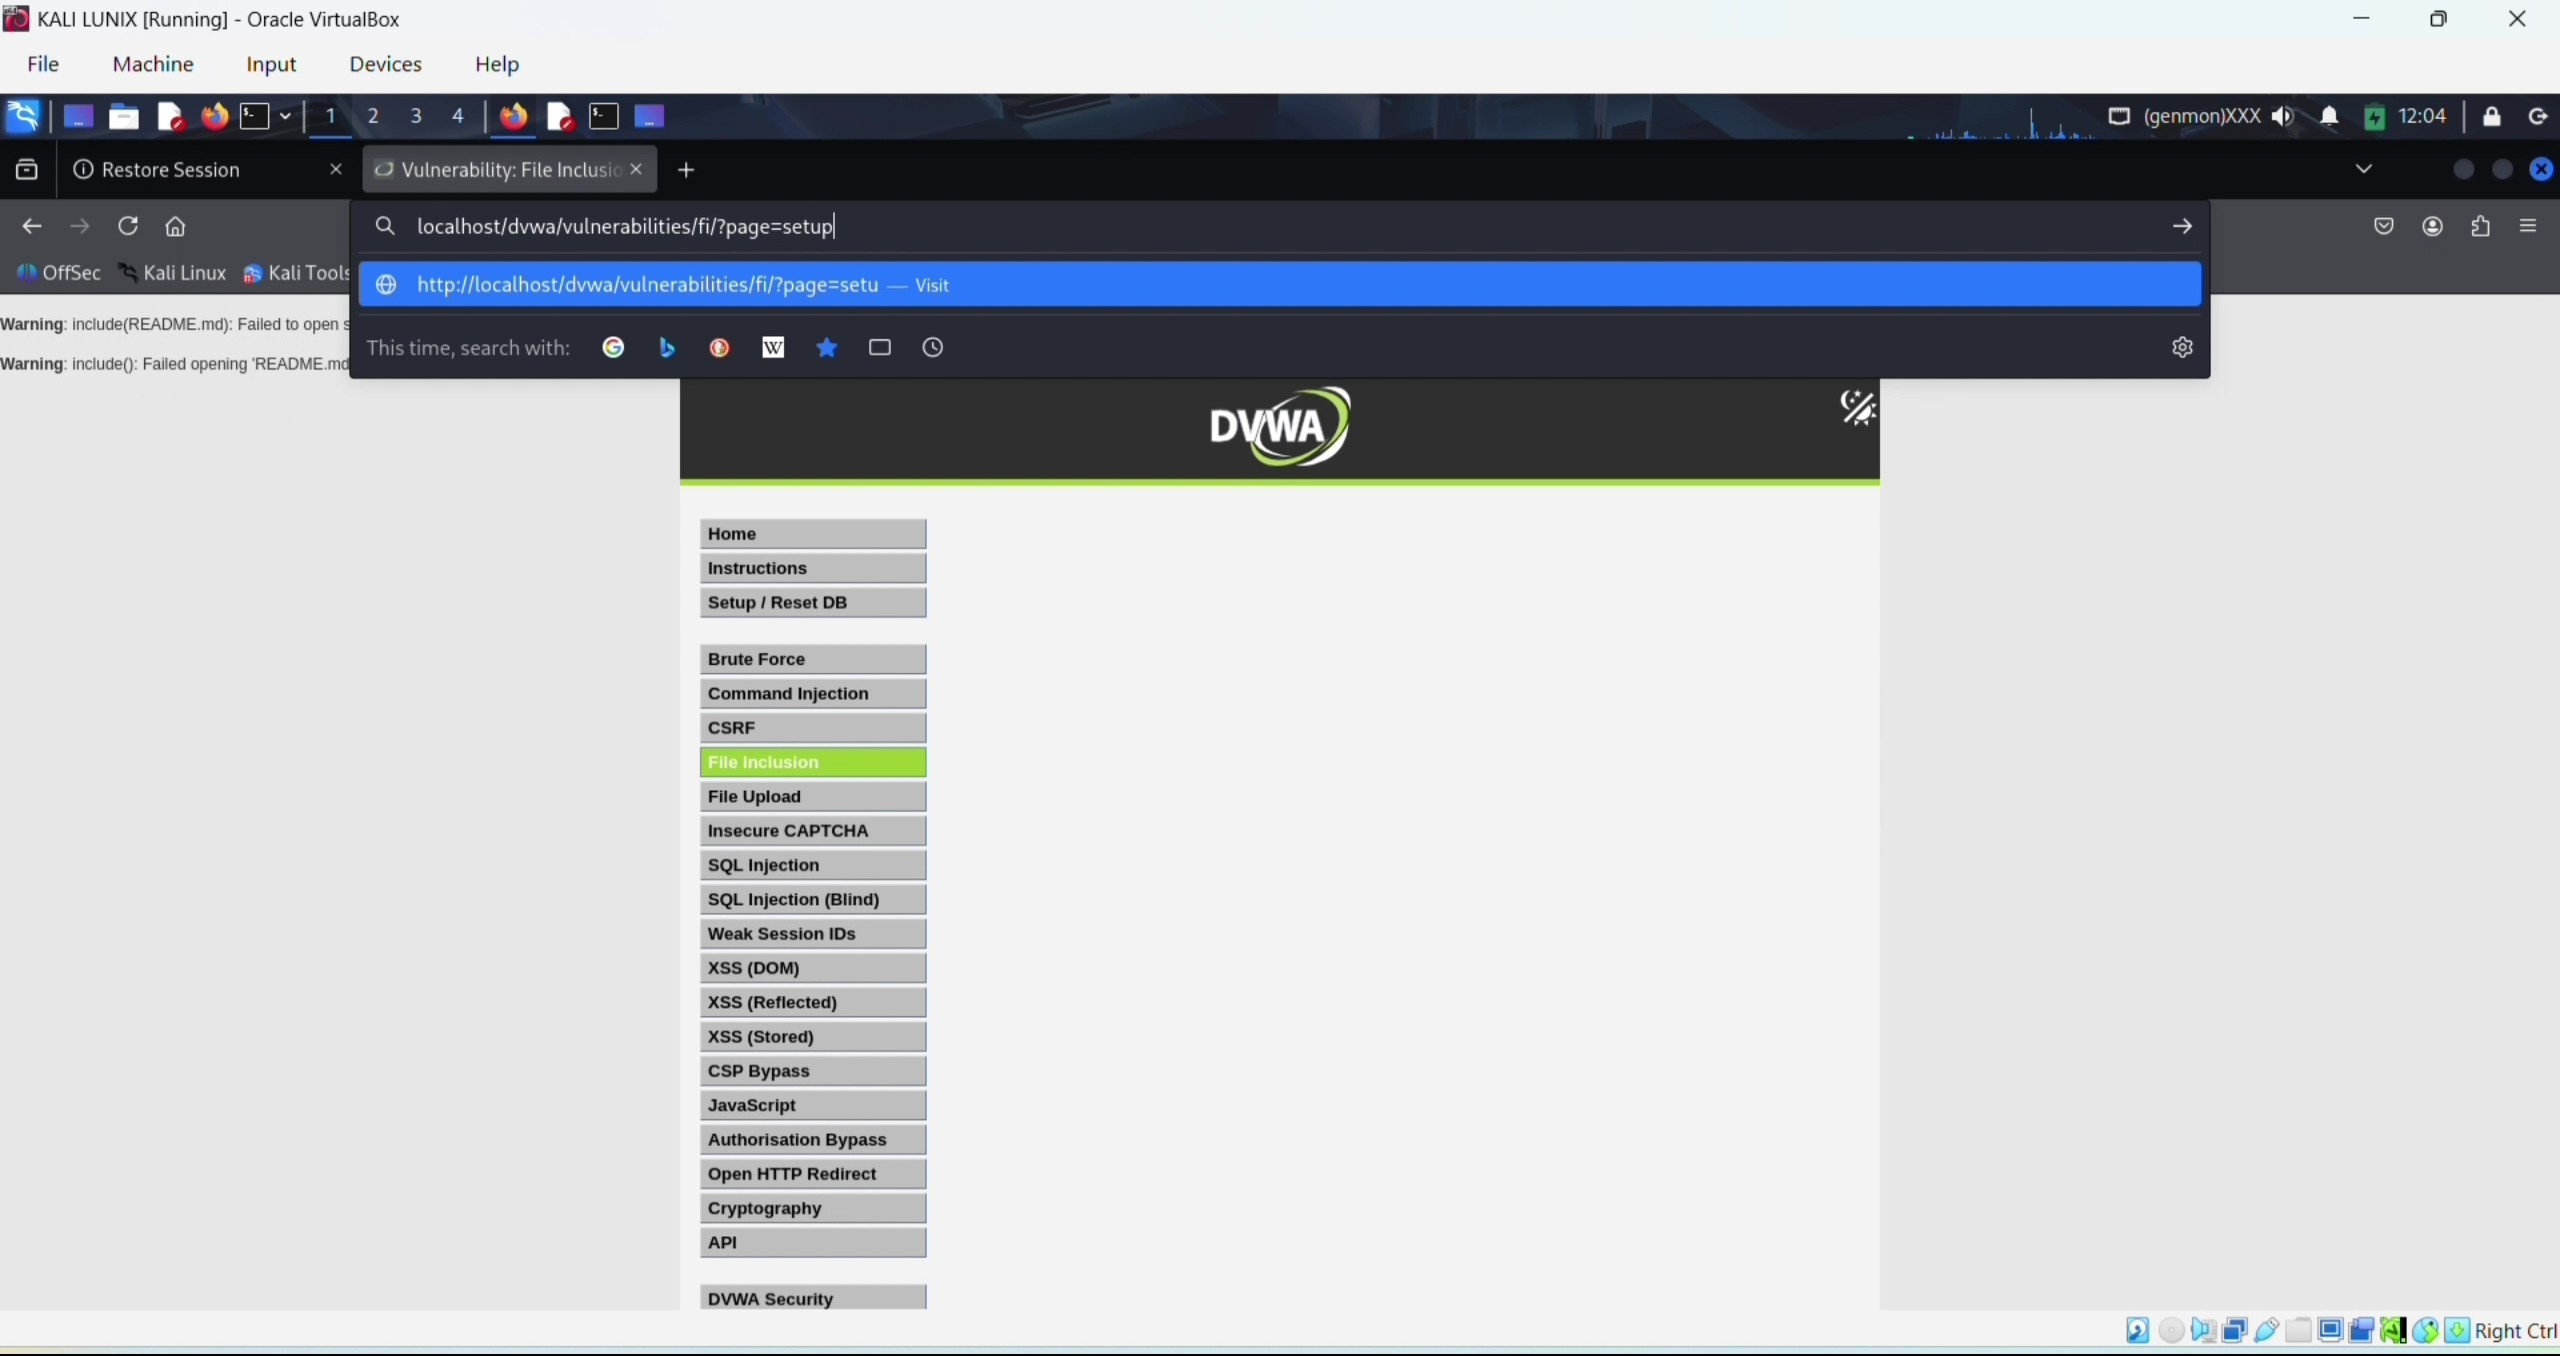 KALI LUNIX [Running] - Oracle VirtualBox
File Machine Input Devices Help
1 2 3 4 (genmon)XXX 12:04
Restore Session Vulnerability: File Inclusio
localhost/dvwa/vulnerabilities/fi/?page=setup
OffSec Kali Linux Kali Tools
http://localhost/dvwa/vulnerabilities/fi/?page=setu — Visit
Warning: include(README.md): Failed to open s
This time, search with:
Warning: include(): Failed opening 'README.md
DVWA
Home
Instructions
Setup / Reset DB
Brute Force
Command Injection
CSRF
File Inclusion
File Upload
Insecure CAPTCHA
SQL Injection
SQL Injection (Blind)
Weak Session IDs
XSS (DOM)
XSS (Reflected)
XSS (Stored)
CSP Bypass
JavaScript
Authorisation Bypass
Open HTTP Redirect
Cryptography
API
DVWA Security
Right Ctrl